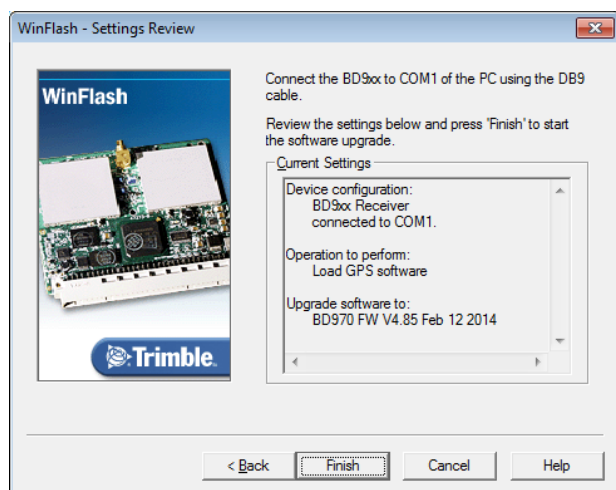 WinFlash - Settings Review
WinFlash
Trimble.
Connect the BD9xx to COM1 of the PC using the DB9
cable.
Review the settings below and press 'Finish' to start
the software upgrade.
Current Settings
Device configuration:
BD9xx Receiver
connected to COM1.
Operation to perform:
Load GPS software
Upgrade software to:
BD970 FW V4.85 Feb 12 2014
< Back
Finish
Cancel
Help